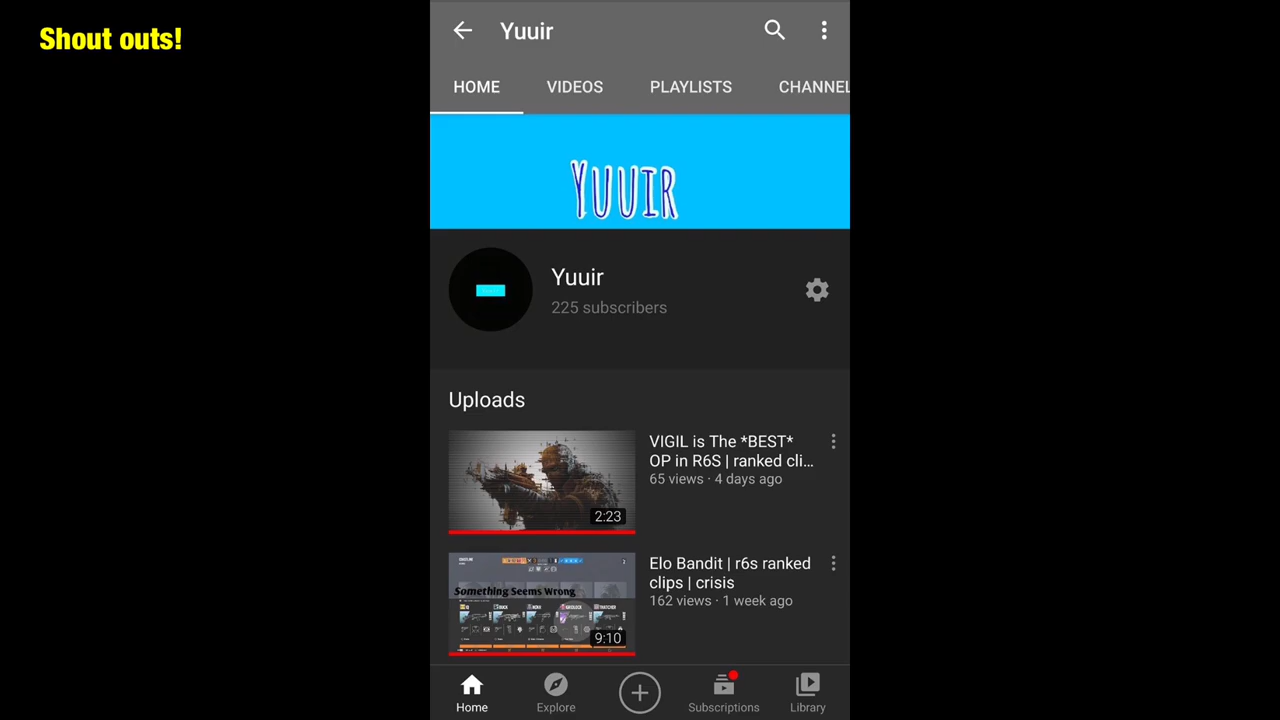 Shout outs!
Yuuir
HOME VIDEOS PLAYLISTS CHANNEL
YUUIR
Yuuir
225 subscribers
Uploads
VIGIL is The *BEST*
OP in R6S | ranked cli...
65 views · 4 days ago
2:23
Elo Bandit | r6s ranked
clips | crisis
162 views · 1 week ago
Something Seems Wrong
9:10
Home Explore Subscriptions Library